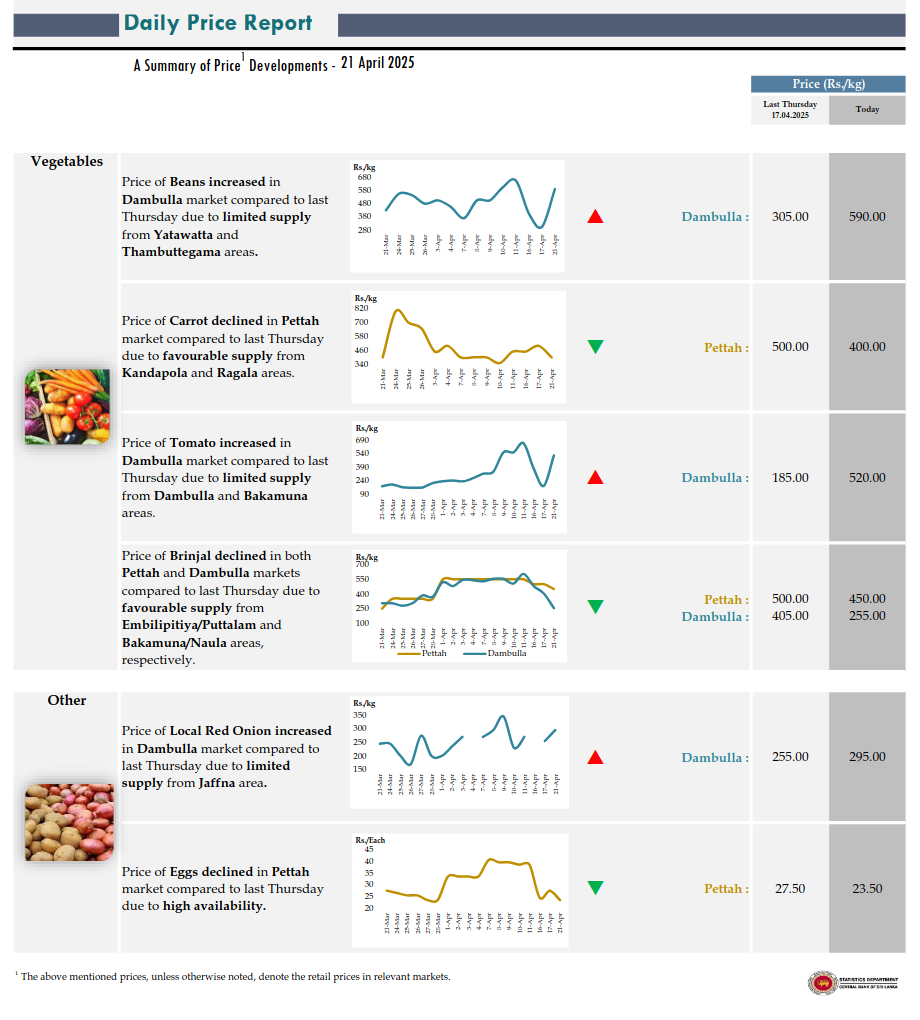 Daily Price Report
A Summary of Price1 Developments - 21 April 2025
Price (Rs./kg)
Last Thursday
17.04.2025
Today
Vegetables
Price of Beans increased in
Dambulla market compared to last
Thursday due to limited supply
from Yatawatta and
Thambuttegama areas.
Rs./kg
680
580
480
380
280
21-Mar
24-Mar
25-Mar
26-Mar
3-Apr
4-Apr
7-Apr
8-Apr
9-Apr
10-Apr
11-Apr
16-Apr
17-Apr
21-Apr
Dambulla :
305.00
590.00
Price of Carrot declined in Pettah
market compared to last Thursday
due to favourable supply from
Kandapola and Ragala areas.
Rs./kg
820
700
580
460
340
21-Mar
24-Mar
25-Mar
26-Mar
3-Apr
4-Apr
7-Apr
8-Apr
9-Apr
10-Apr
11-Apr
16-Apr
17-Apr
21-Apr
Pettah :
500.00
400.00
Price of Tomato increased in
Dambulla market compared to last
Thursday due to limited supply
from Dambulla and Bakamuna
areas.
Rs./kg
690
540
390
240
90
21-Mar
24-Mar
25-Mar
26-Mar
27-Mar
28-Mar
1-Apr
2-Apr
3-Apr
4-Apr
7-Apr
8-Apr
9-Apr
10-Apr
11-Apr
16-Apr
17-Apr
21-Apr
Dambulla :
185.00
520.00
Price of Brinjal declined in both
Pettah and Dambulla markets
compared to last Thursday due to
favourable supply from
Embilipitiya/Puttalam and
Bakamuna/Naula areas,
respectively.
Rs./kg
700
550
400
250
100
21-Mar
24-Mar
25-Mar
26-Mar
27-Mar
28-Mar
1-Apr
2-Apr
3-Apr
4-Apr
7-Apr
8-Apr
9-Apr
10-Apr
11-Apr
16-Apr
17-Apr
21-Apr
Pettah
Dambulla
Pettah :
500.00
450.00
Dambulla :
405.00
255.00
Other
Price of Local Red Onion increased
in Dambulla market compared to
last Thursday due to limited
supply from Jaffna area.
Rs./kg
350
300
250
200
150
21-Mar
24-Mar
25-Mar
26-Mar
27-Mar
28-Mar
1-Apr
2-Apr
3-Apr
4-Apr
7-Apr
8-Apr
9-Apr
10-Apr
11-Apr
16-Apr
17-Apr
21-Apr
Dambulla :
255.00
295.00
Price of Eggs declined in Pettah
market compared to last Thursday
due to high availability.
Rs./Each
45
40
35
30
25
20
21-Mar
24-Mar
25-Mar
26-Mar
27-Mar
28-Mar
1-Apr
2-Apr
3-Apr
4-Apr
7-Apr
8-Apr
9-Apr
10-Apr
11-Apr
16-Apr
17-Apr
21-Apr
Pettah :
27.50
23.50
1 The above mentioned prices, unless otherwise noted, denote the retail prices in relevant markets.
STATISTICS DEPARTMENT
CENTRAL BANK OF SRI LANKA